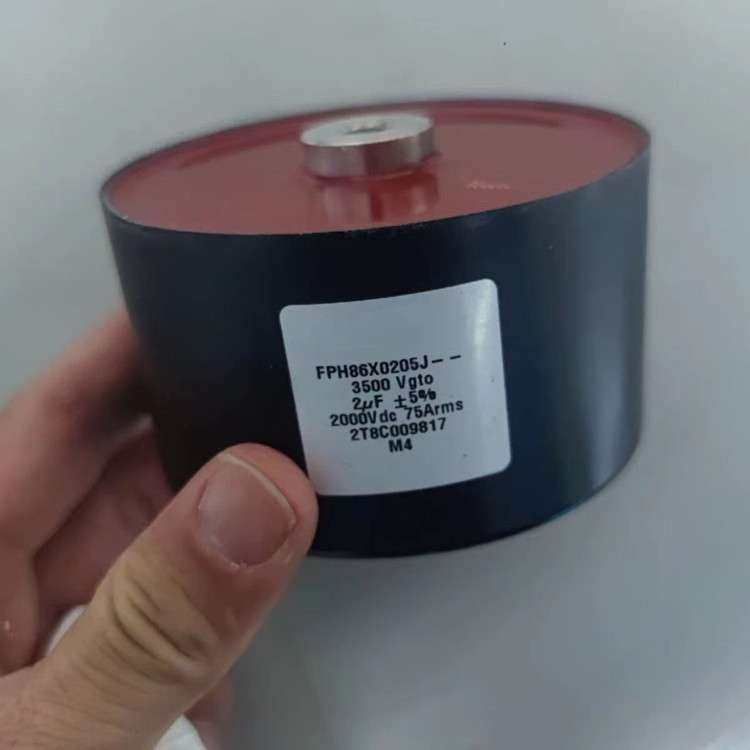 FPH86X0205J--
3500 Vgto
2µF ±5%
2000Vdc 75Arms
2T8C009817
M4